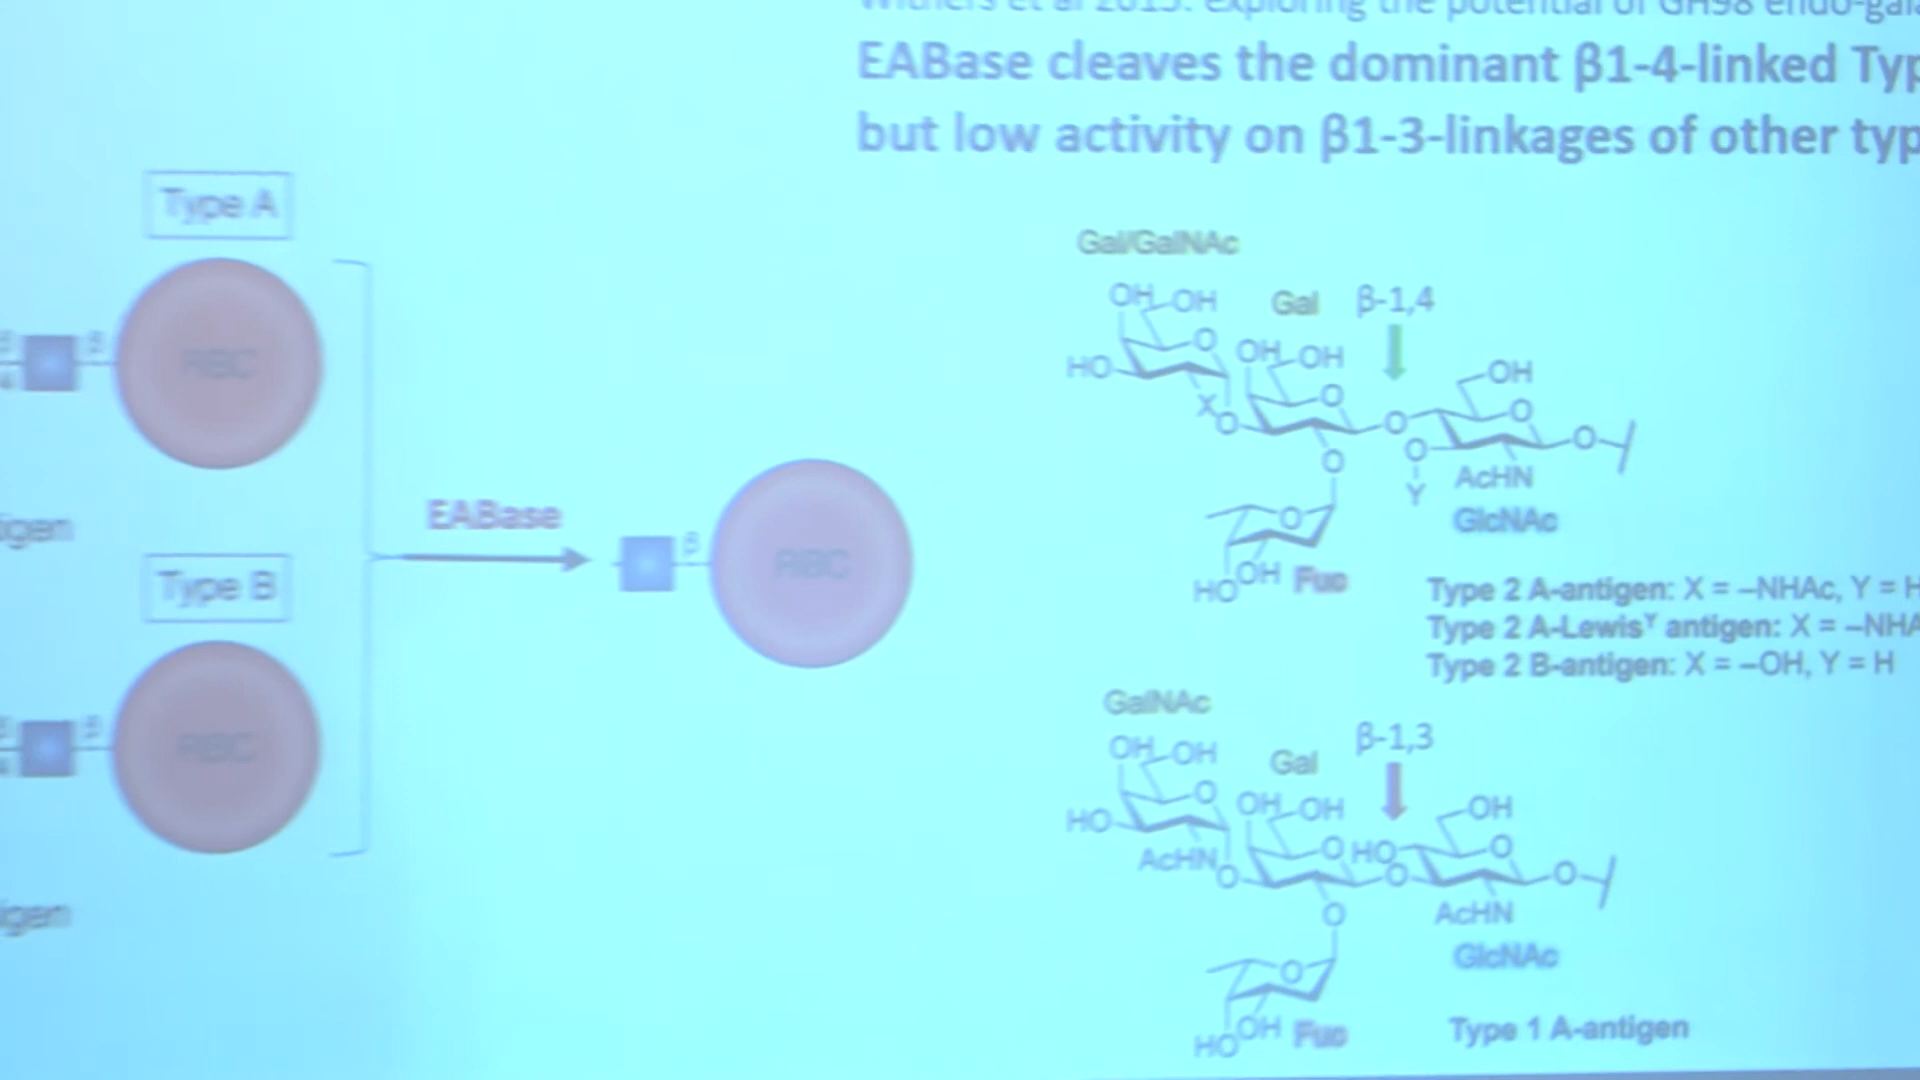 EABase cleaves the dominant β1-4-linked Typ
but low activity on β1-3-linkages of other typ
Type A
β
RBC
igen
Type B
β
RBC
igen
EABase
β
RBC
Gal/GalNAc
OH OH
Gal
β-1,4
HO
O
OH OH
OH
X
O
O
O
O
O
O
O
Y
AcHN
GlcNAc
O
HO OH
Fuc
Type 2 A-antigen: X = –NHAc, Y = H
Type 2 A-Lewisʸ antigen: X = –NHA
Type 2 B-antigen: X = –OH, Y = H
GalNAc
OH OH
Gal
β-1,3
HO
O
OH OH
OH
AcHN
O
O
HO
O
O
O
O
AcHN
GlcNAc
O
HO OH
Fuc
Type 1 A-antigen